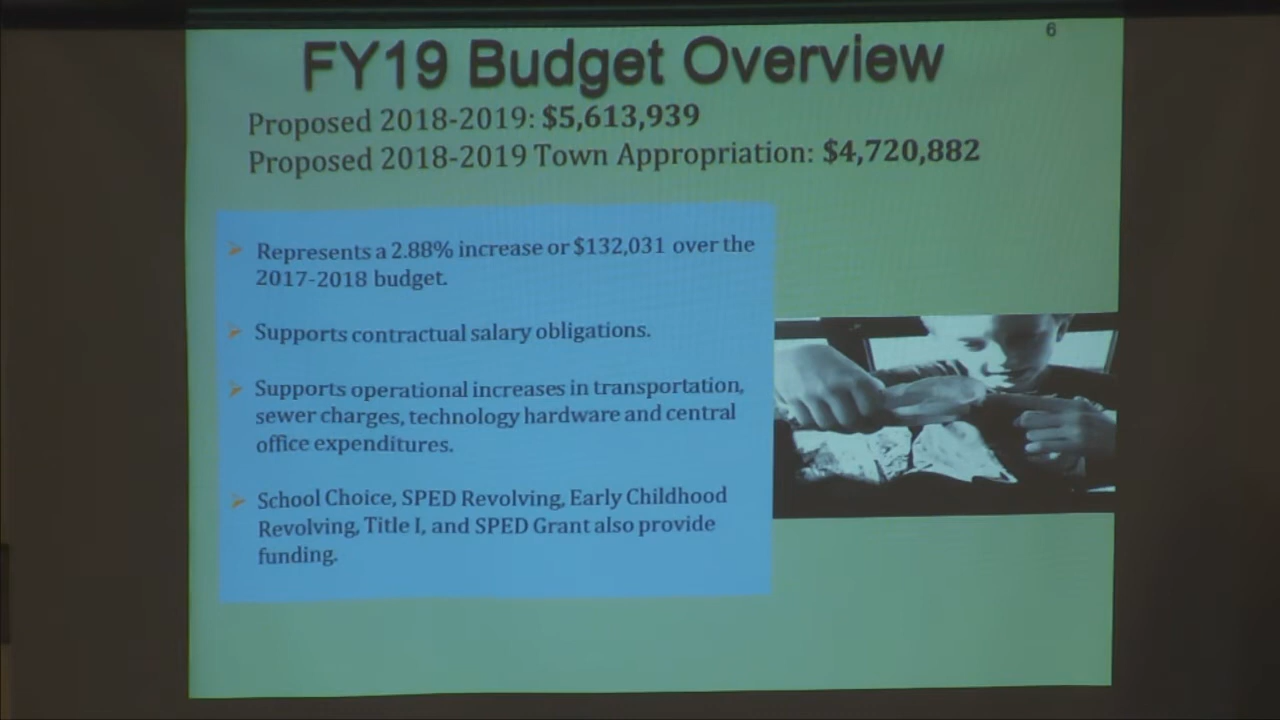 6
FY19 Budget Overview
Proposed 2018-2019: $5,613,939
Proposed 2018-2019 Town Appropriation: $4,720,882
Represents a 2.88% increase or $132,031 over the
2017-2018 budget.
Supports contractual salary obligations.
Supports operational increases in transportation,
sewer charges, technology hardware and central
office expenditures.
School Choice, SPED Revolving, Early Childhood
Revolving, Title I, and SPED Grant also provide
funding.